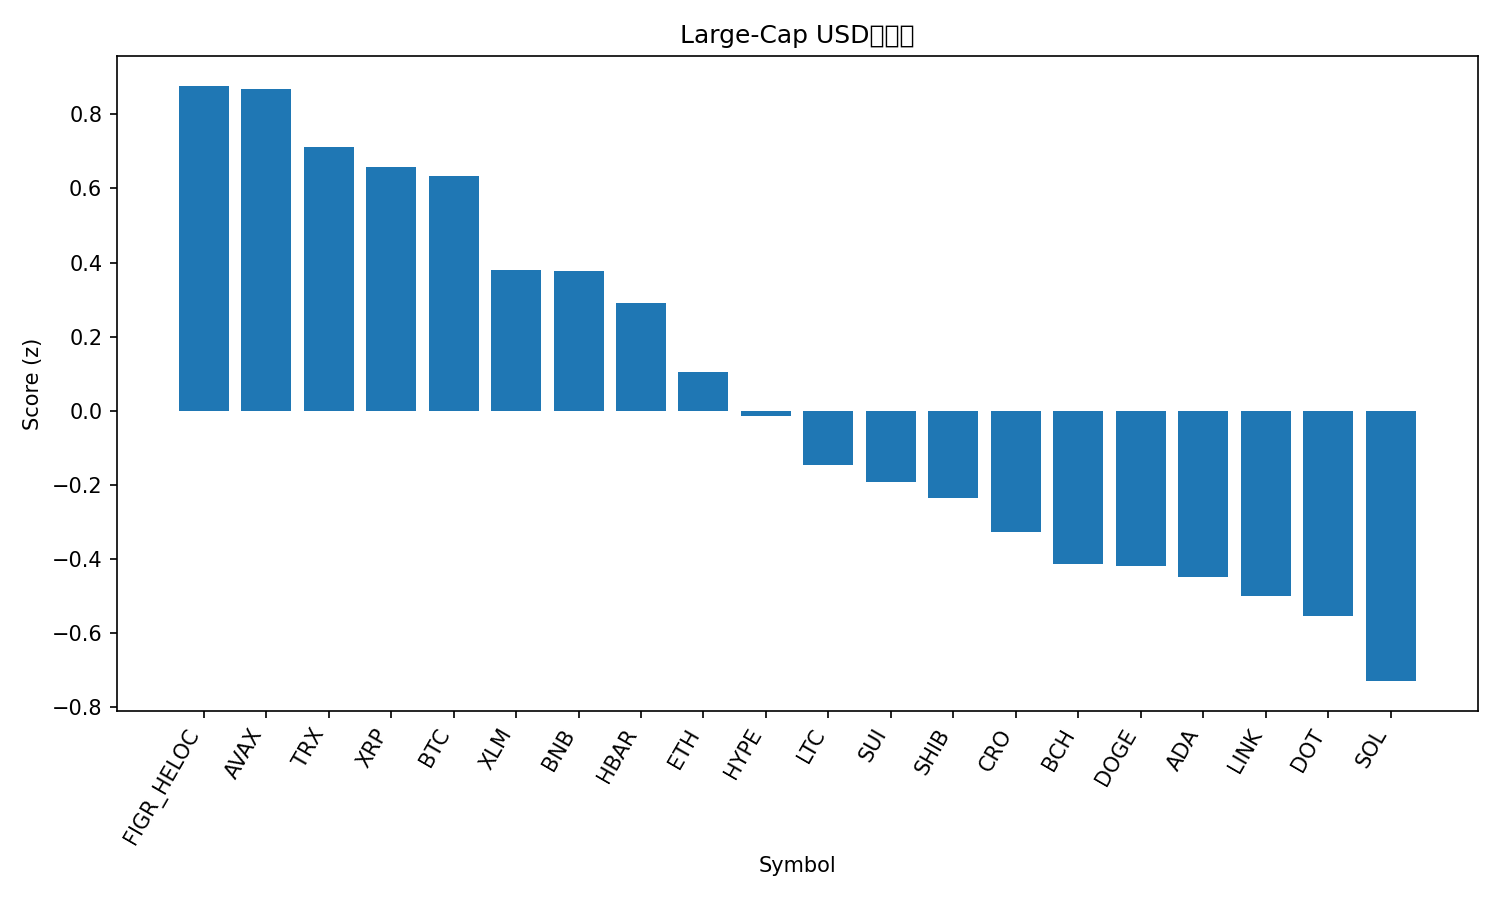 Large-Cap USD
Score (z)
0.8
0.6
0.4
0.2
0.0
−0.2
−0.4
−0.6
−0.8
FIGR_HELOC
AVAX
TRX
XRP
BTC
XLM
BNB
HBAR
ETH
HYPE
LTC
SUI
SHIB
CRO
BCH
DOGE
ADA
LINK
DOT
SOL
Symbol